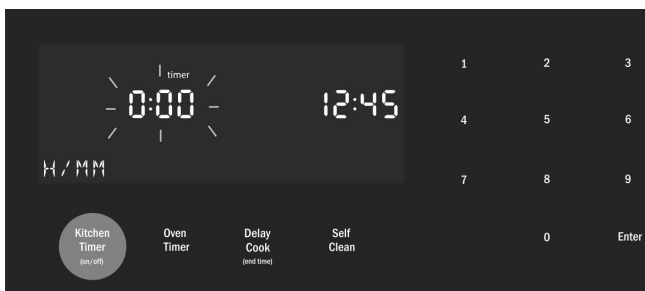 timer
0:00
12:45
H/MM
Kitchen
Timer
(on/off)
Oven
Timer
Delay
Cook
(end time)
Self
Clean
1 2 3
4 5 6
7 8 9
0 Enter